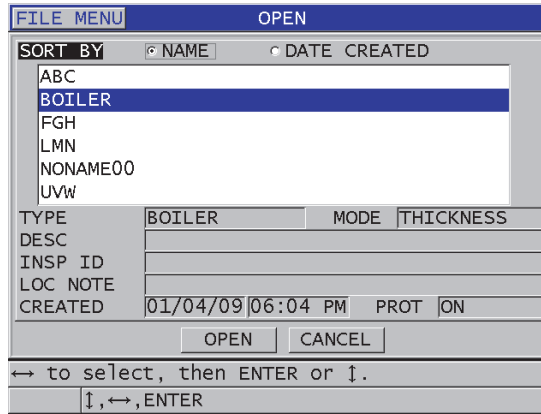 FILE MENU OPEN
SORT BY NAME DATE CREATED
ABC
BOILER
FGH
LMN
NONAME00
UVW
TYPE BOILER MODE THICKNESS
DESC
INSP ID
LOC NOTE
CREATED 01/04/09 06:04 PM PROT ON
OPEN CANCEL
↔ to select, then ENTER or ↕.
↕,↔,ENTER